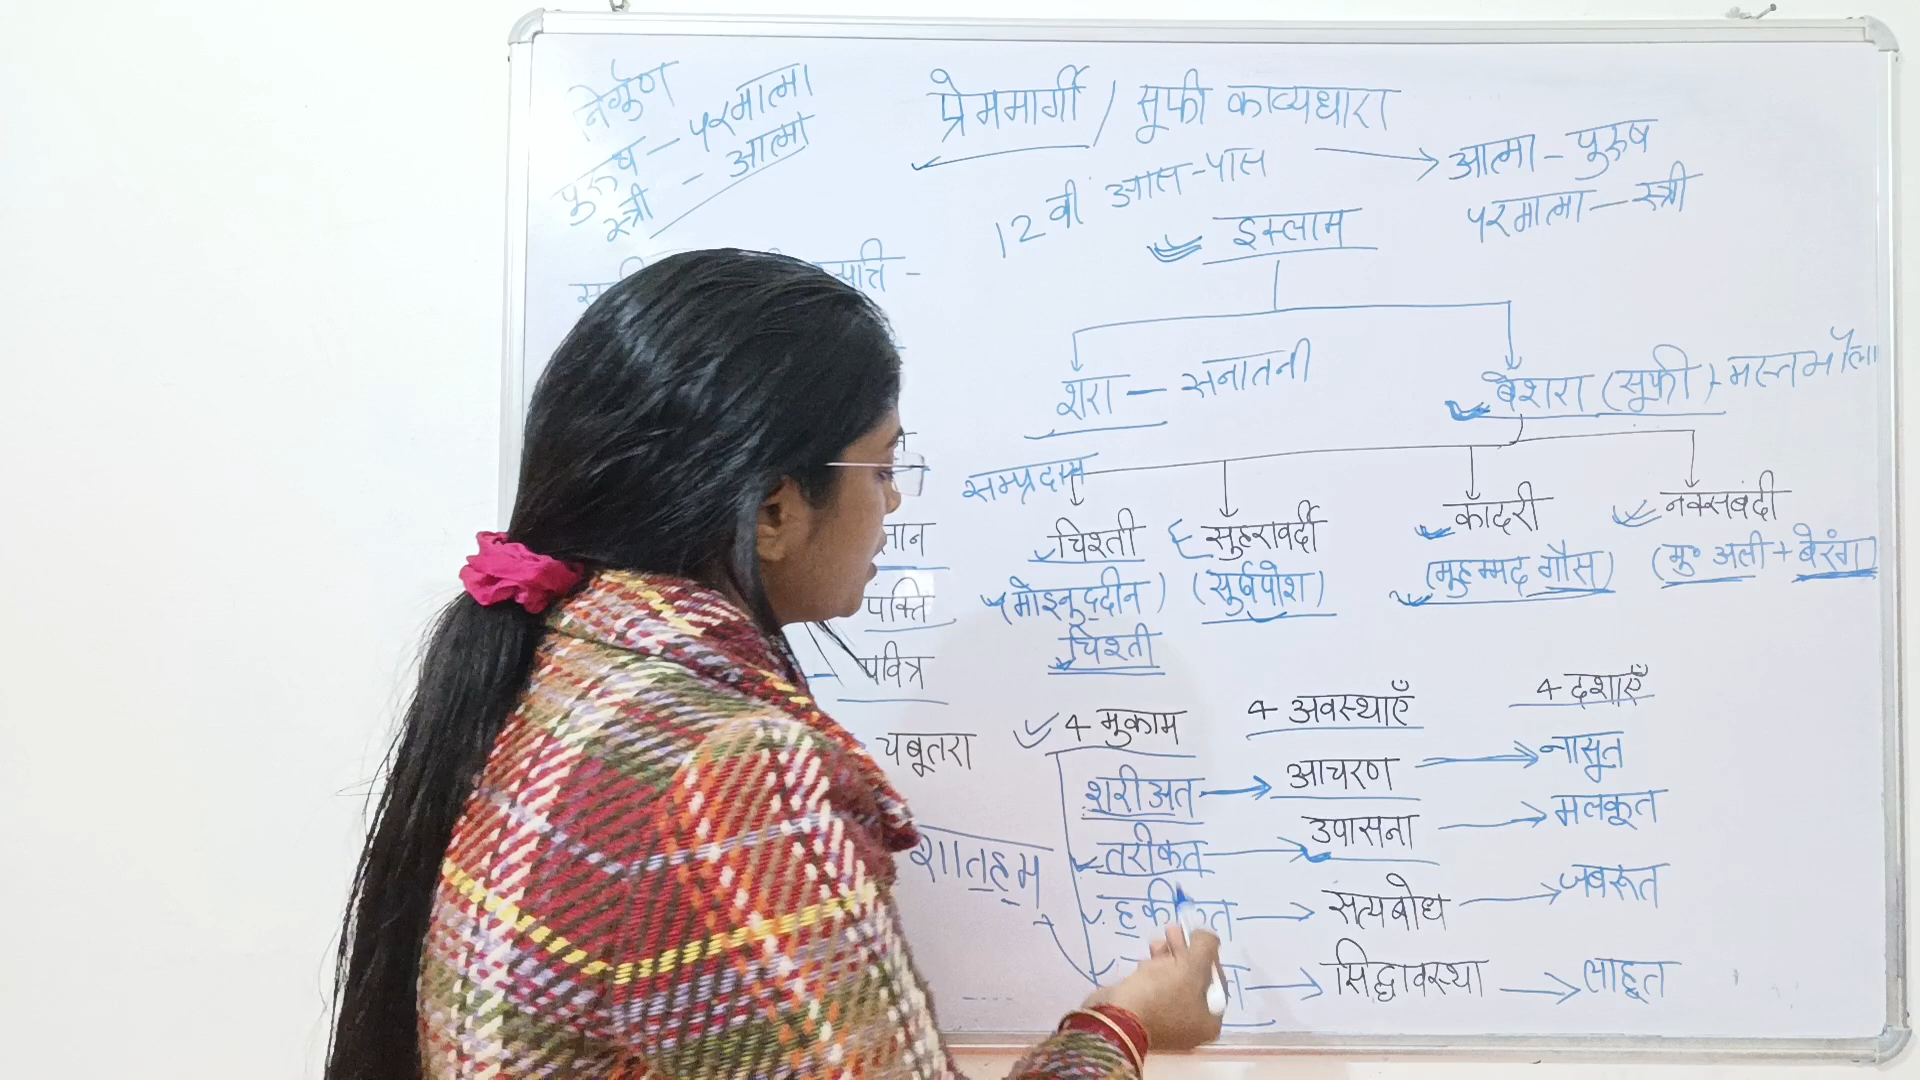 निर्गुण
पुरुष – परमात्मा
स्त्री – आत्मा
प्रेममार्गी / सूफी काव्यधारा
12 वी आस-पास
आत्मा – पुरुष
परमात्मा – स्त्री
इस्लाम
शरा – सनातनी
बेशरा (सूफी) + मस्तमौला
सम्प्रदाय
चिश्ती
सुहरावर्दी
कादरी
नक्सबंदी
(मोइनुद्दीन)
चिश्ती
(सुर्खपोश)
(मुहम्मद गौस)
(मु० अली + बेरंग)
पंक्ति
पवित्र
चबूतरा
4 मुकाम
4 अवस्थाएँ
4 दशाएँ
शरीअत
आचरण
नासूत
तरीकत
उपासना
मलकूत
शातहम
सत्यबोध
जबरूत
सिद्धावस्था
लाहूत